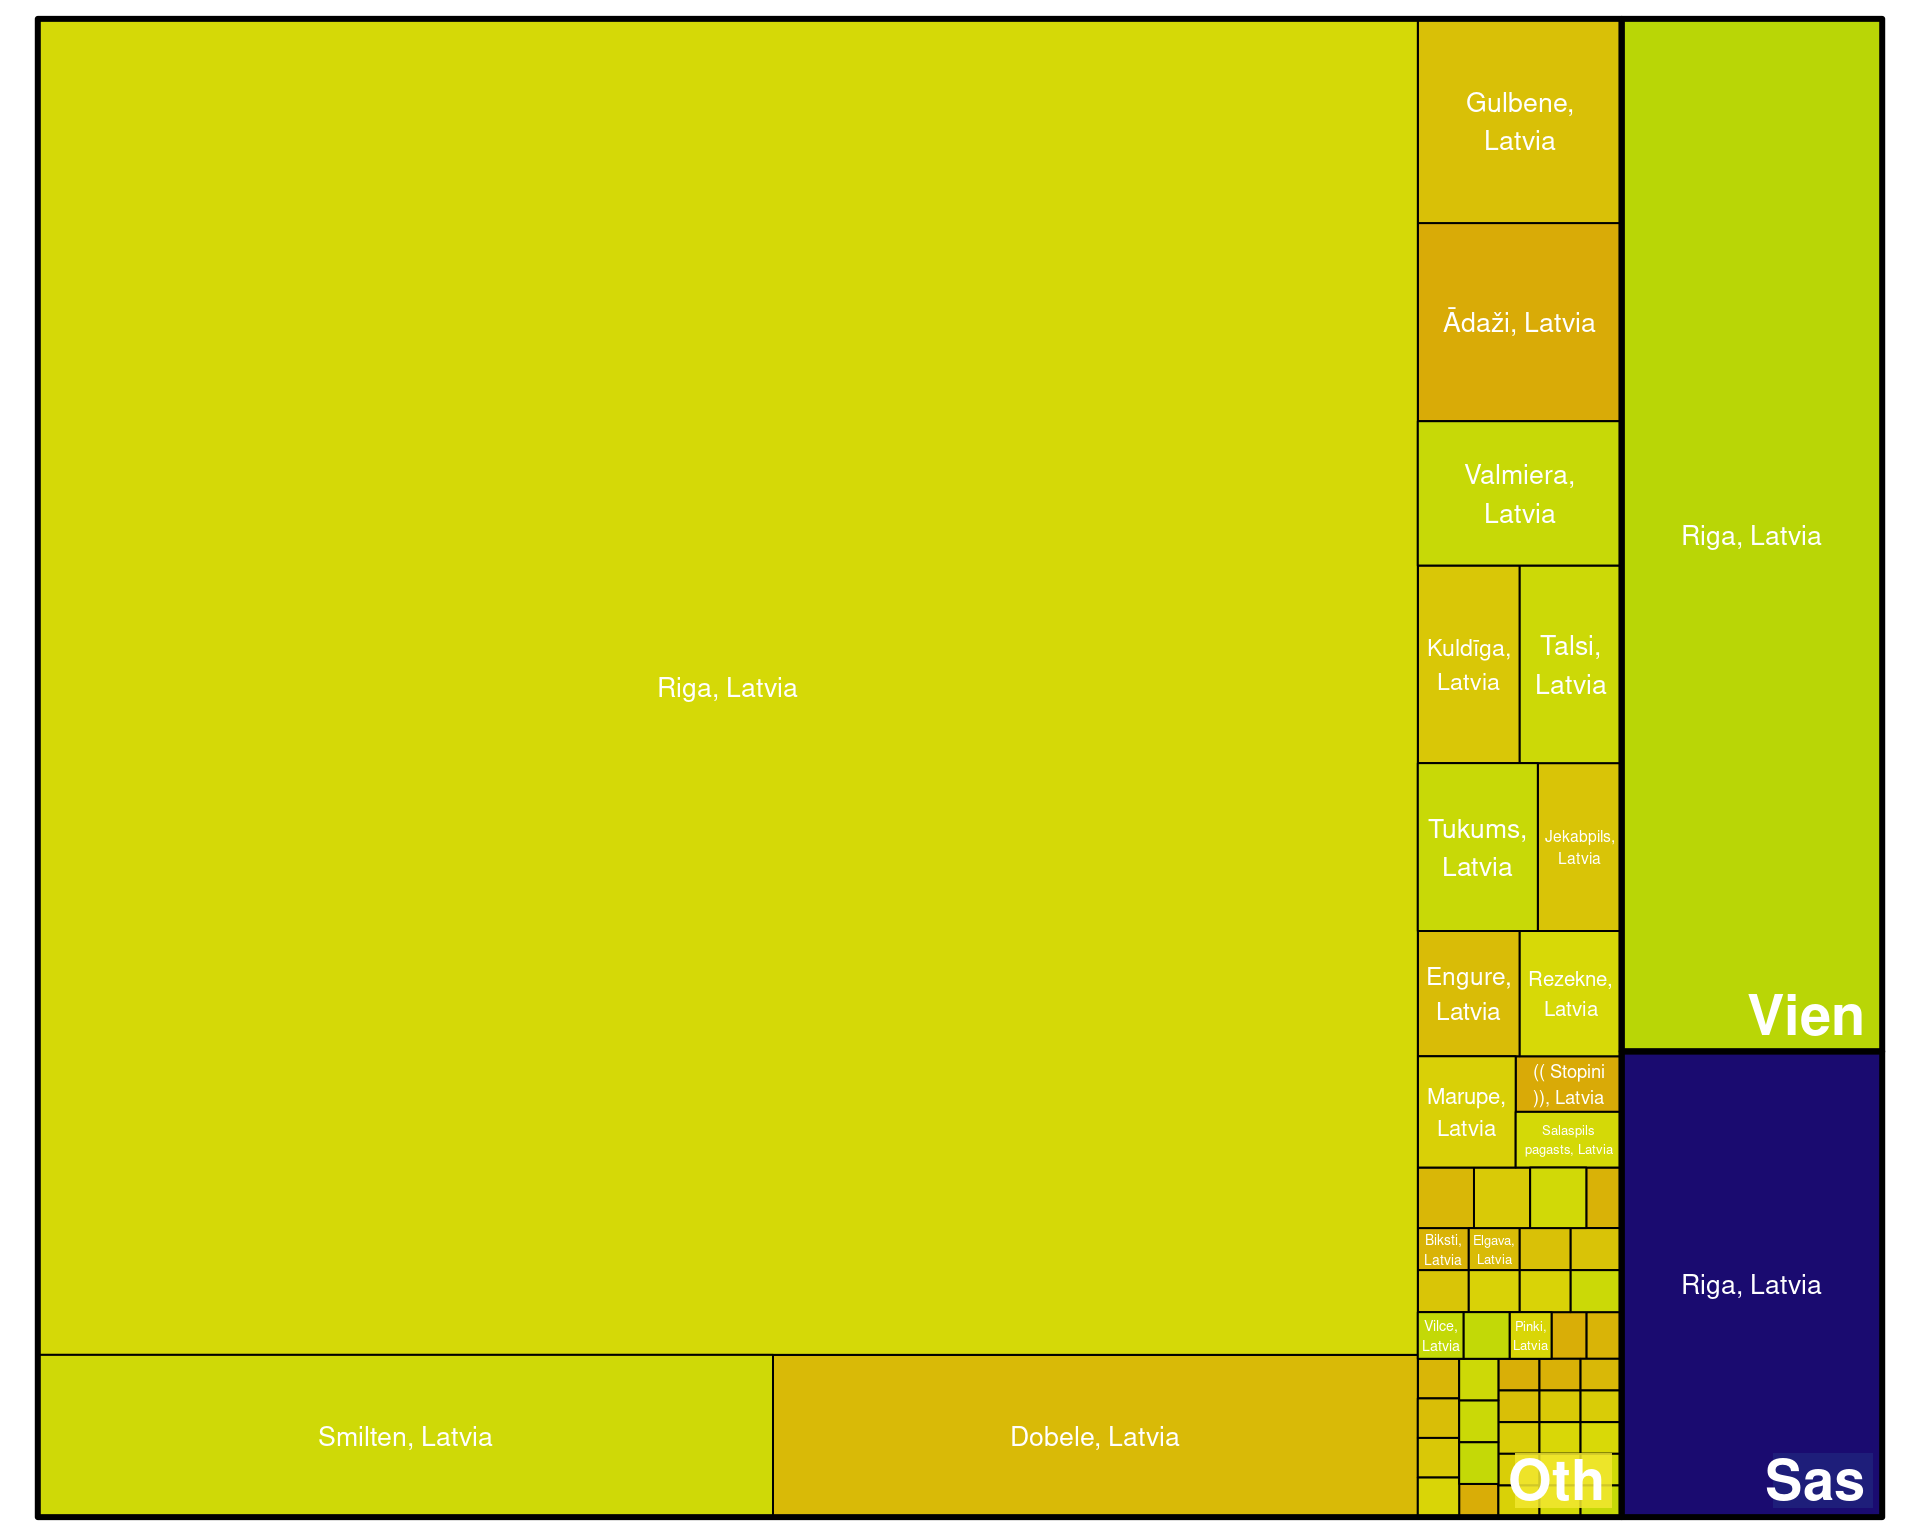 Riga, Latvia
Smilten, Latvia
Dobele, Latvia
Gulbene,
Latvia
Ādaži, Latvia
Valmiera,
Latvia
Kuldīga,
Latvia
Talsi,
Latvia
Tukums,
Latvia
Jekabpils,
Latvia
Engure,
Latvia
Rezekne,
Latvia
Marupe,
Latvia
(( Stopini
)), Latvia
Salaspils
pagasts, Latvia
Biksti,
Latvia
Elgava,
Latvia
Vilce,
Latvia
Pinki,
Latvia
Oth
Riga, Latvia
Vien
Riga, Latvia
Sas